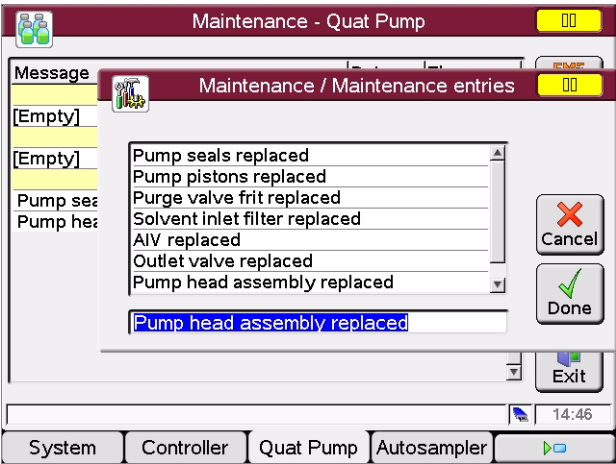 Maintenance - Quat Pump
Message
Maintenance / Maintenance entries
[Empty]
[Empty]
Pump sea
Pump hea
Pump seals replaced
Pump pistons replaced
Purge valve frit replaced
Solvent inlet filter replaced
AIV replaced
Outlet valve replaced
Pump head assembly replaced
Pump head assembly replaced
Cancel
Done
Exit
14:46
System
Controller
Quat Pump
Autosampler